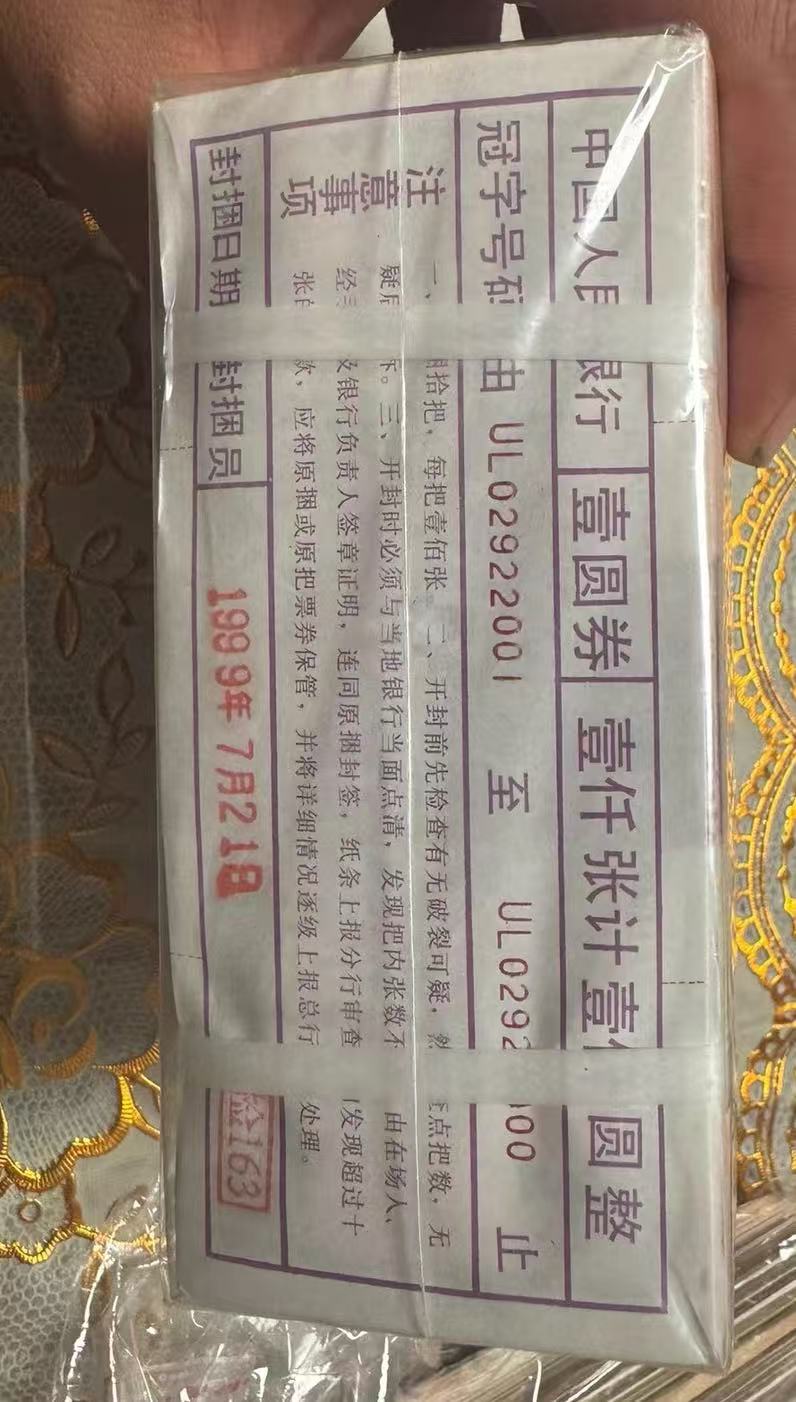 中国人民银行 壹圆券 壹仟张计壹 圆整
冠字号码 由 UL02922001 至 UL0292 00 止
注意事项
一、 拾把，每把壹佰张。二、开封前先检查有无破裂可疑， 点把数，无
疑 下。三、开封时必须与当地银行当面点清，发现把内张数不 由在场人、
经 及银行负责人签章证明，连同原捆封签，纸条上报分行审查 发现超过十
张 款，应将原捆或原把票券保管，并将详细情况逐级上报总行 处理。
封捆日期 封捆员 1999年7月21日
163